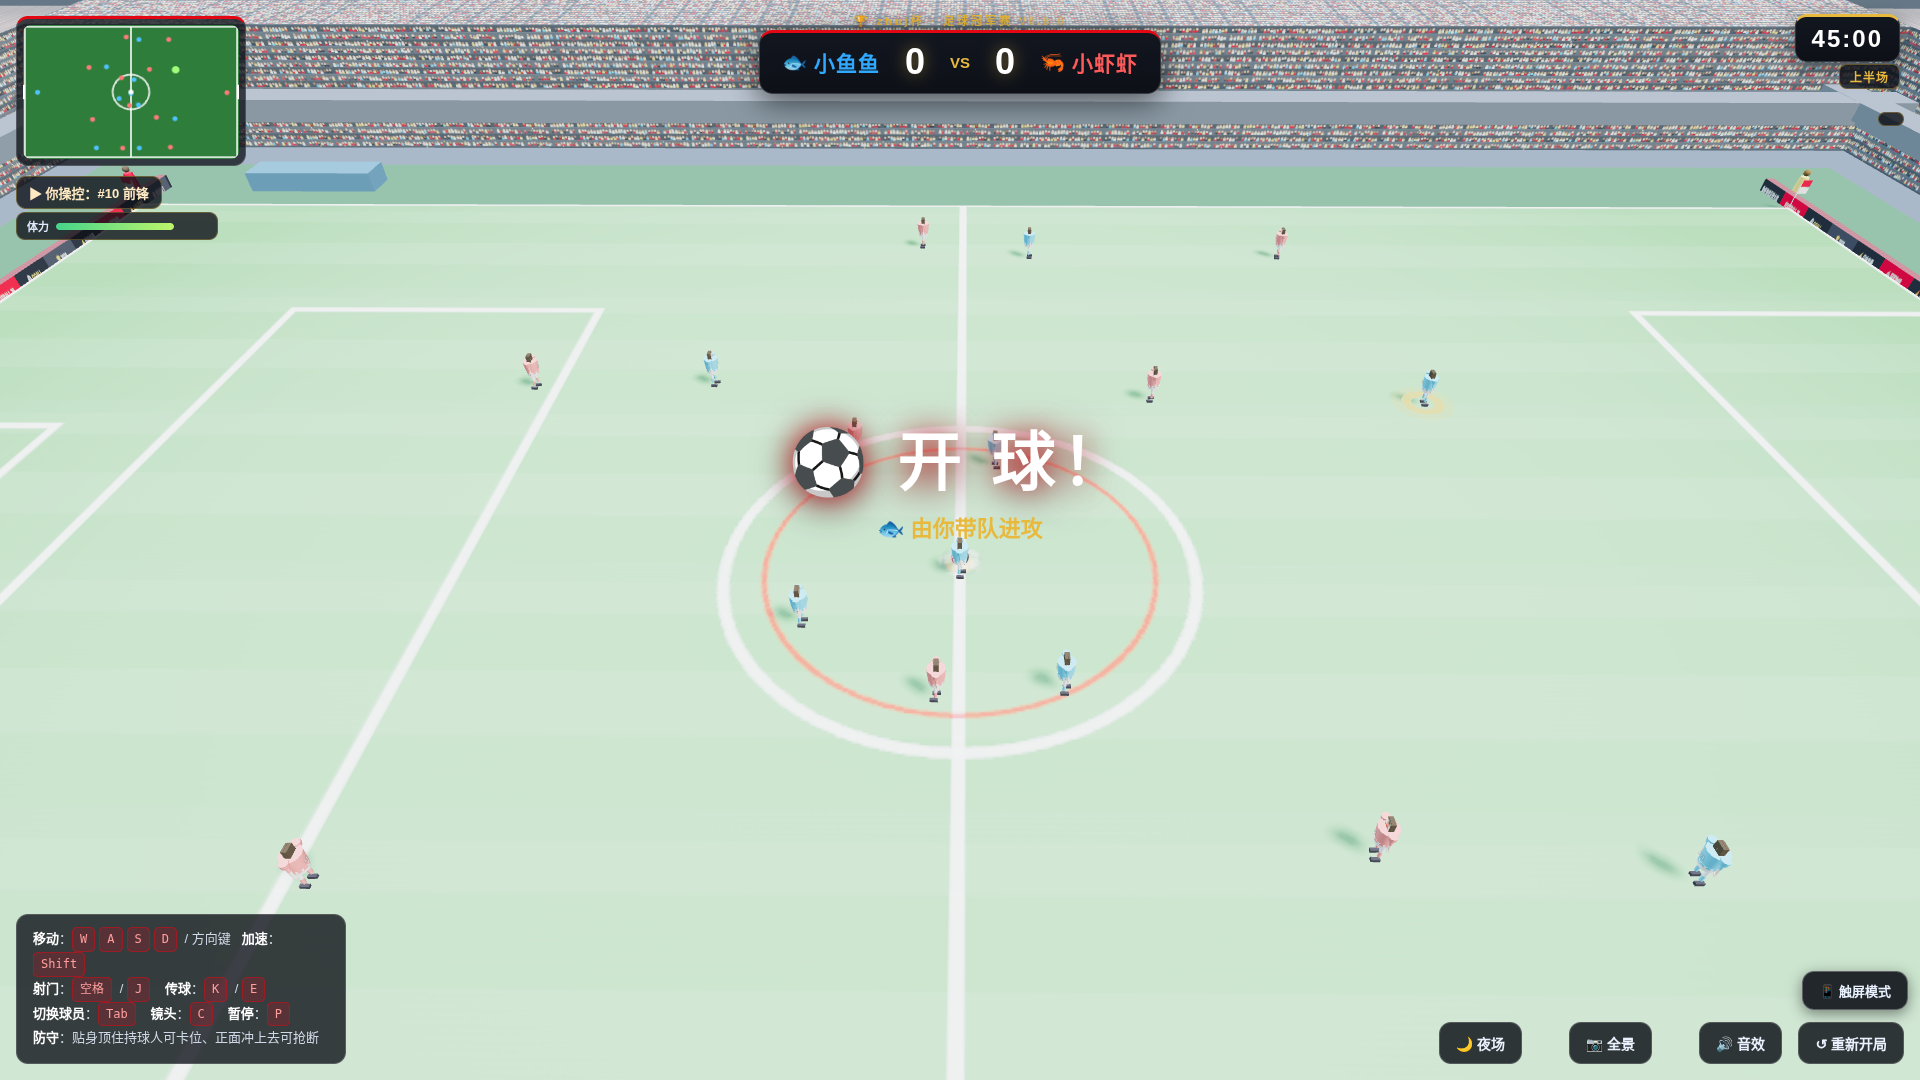 小鱼鱼 0 VS 0 小虾虾
45:00
上半场
▶ 你操控：#10 前锋
体力
开 球！
由你带队进攻
移动： W A S D / 方向键 加速：
Shift
射门： 空格 / J 传球： K / E
切换球员： Tab 镜头： C 暂停： P
防守：贴身顶住持球人可卡位、正面冲上去可抢断
触屏模式
夜场
全景
音效
↺ 重新开局